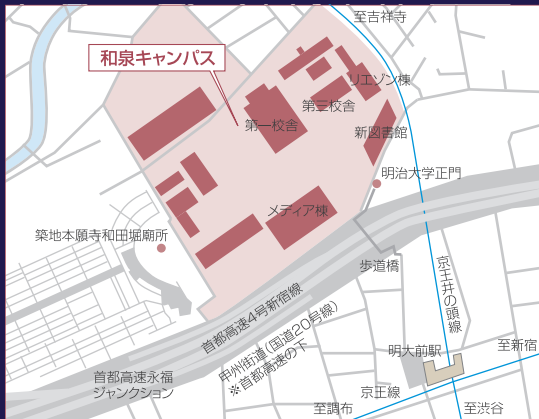 至吉祥寺
和泉キャンパス
リエゾン棟
第三校舎
第一校舎
新図書館
明治大学正門
メディア棟
築地本願寺和田堀廟所
歩道橋
京王井の頭線
首都高速4号新宿線
甲州街道(国道20号線)
※首都高速の下
明大前駅
至新宿
首都高速永福
ジャンクション
京王線
至調布
至渋谷